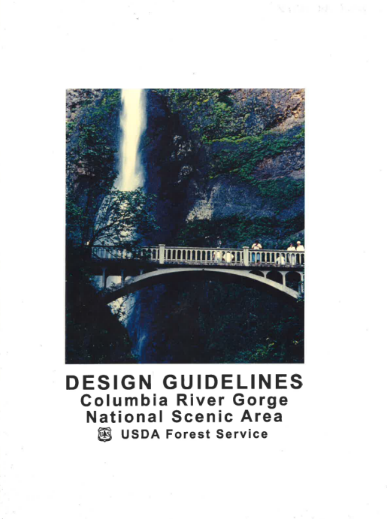 DESIGN GUIDELINES
Columbia River Gorge
National Scenic Area
USDA Forest Service